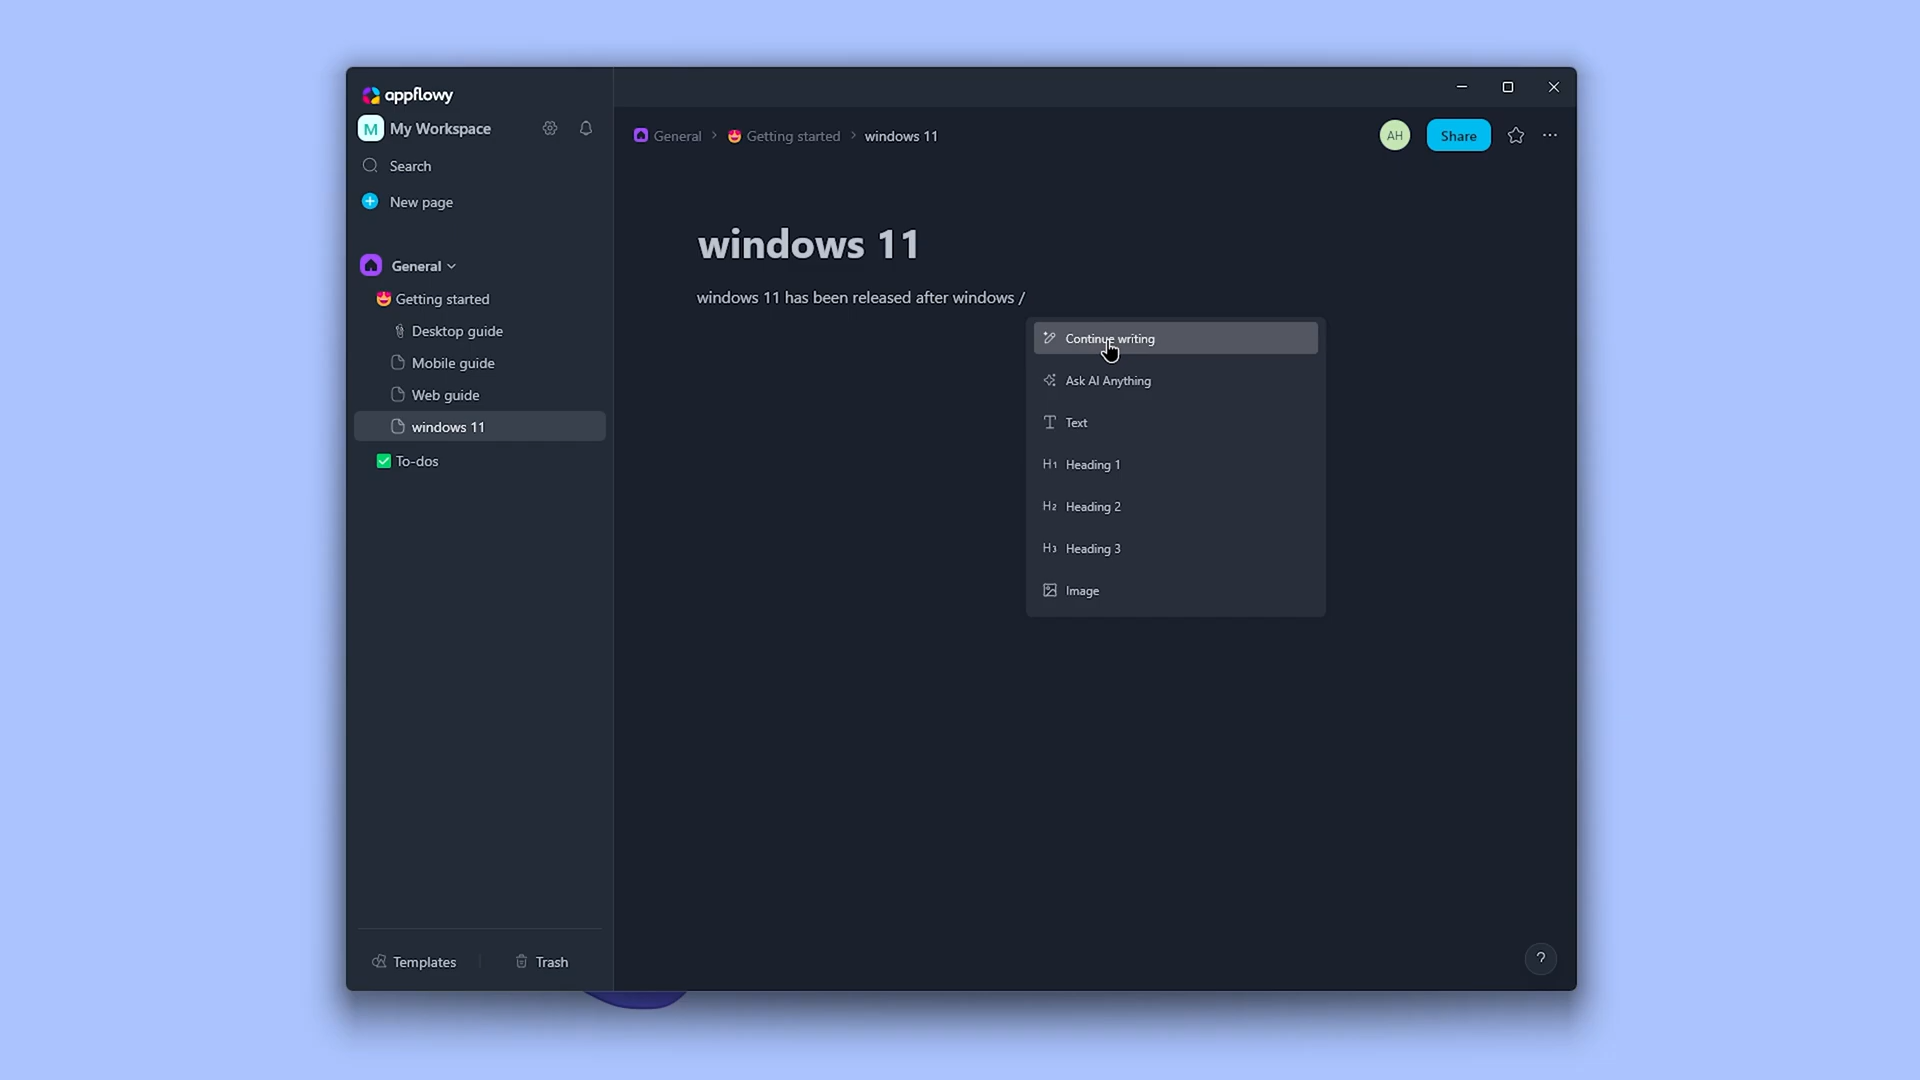 appflowy
M My Workspace
Search
New page
General
Getting started
Desktop guide
Mobile guide
Web guide
windows 11
To-dos
Templates
Trash
General > Getting started > windows 11
AH
Share
windows 11
windows 11 has been released after windows /
Continue writing
Ask AI Anything
T Text
H1 Heading 1
H2 Heading 2
H3 Heading 3
Image
?